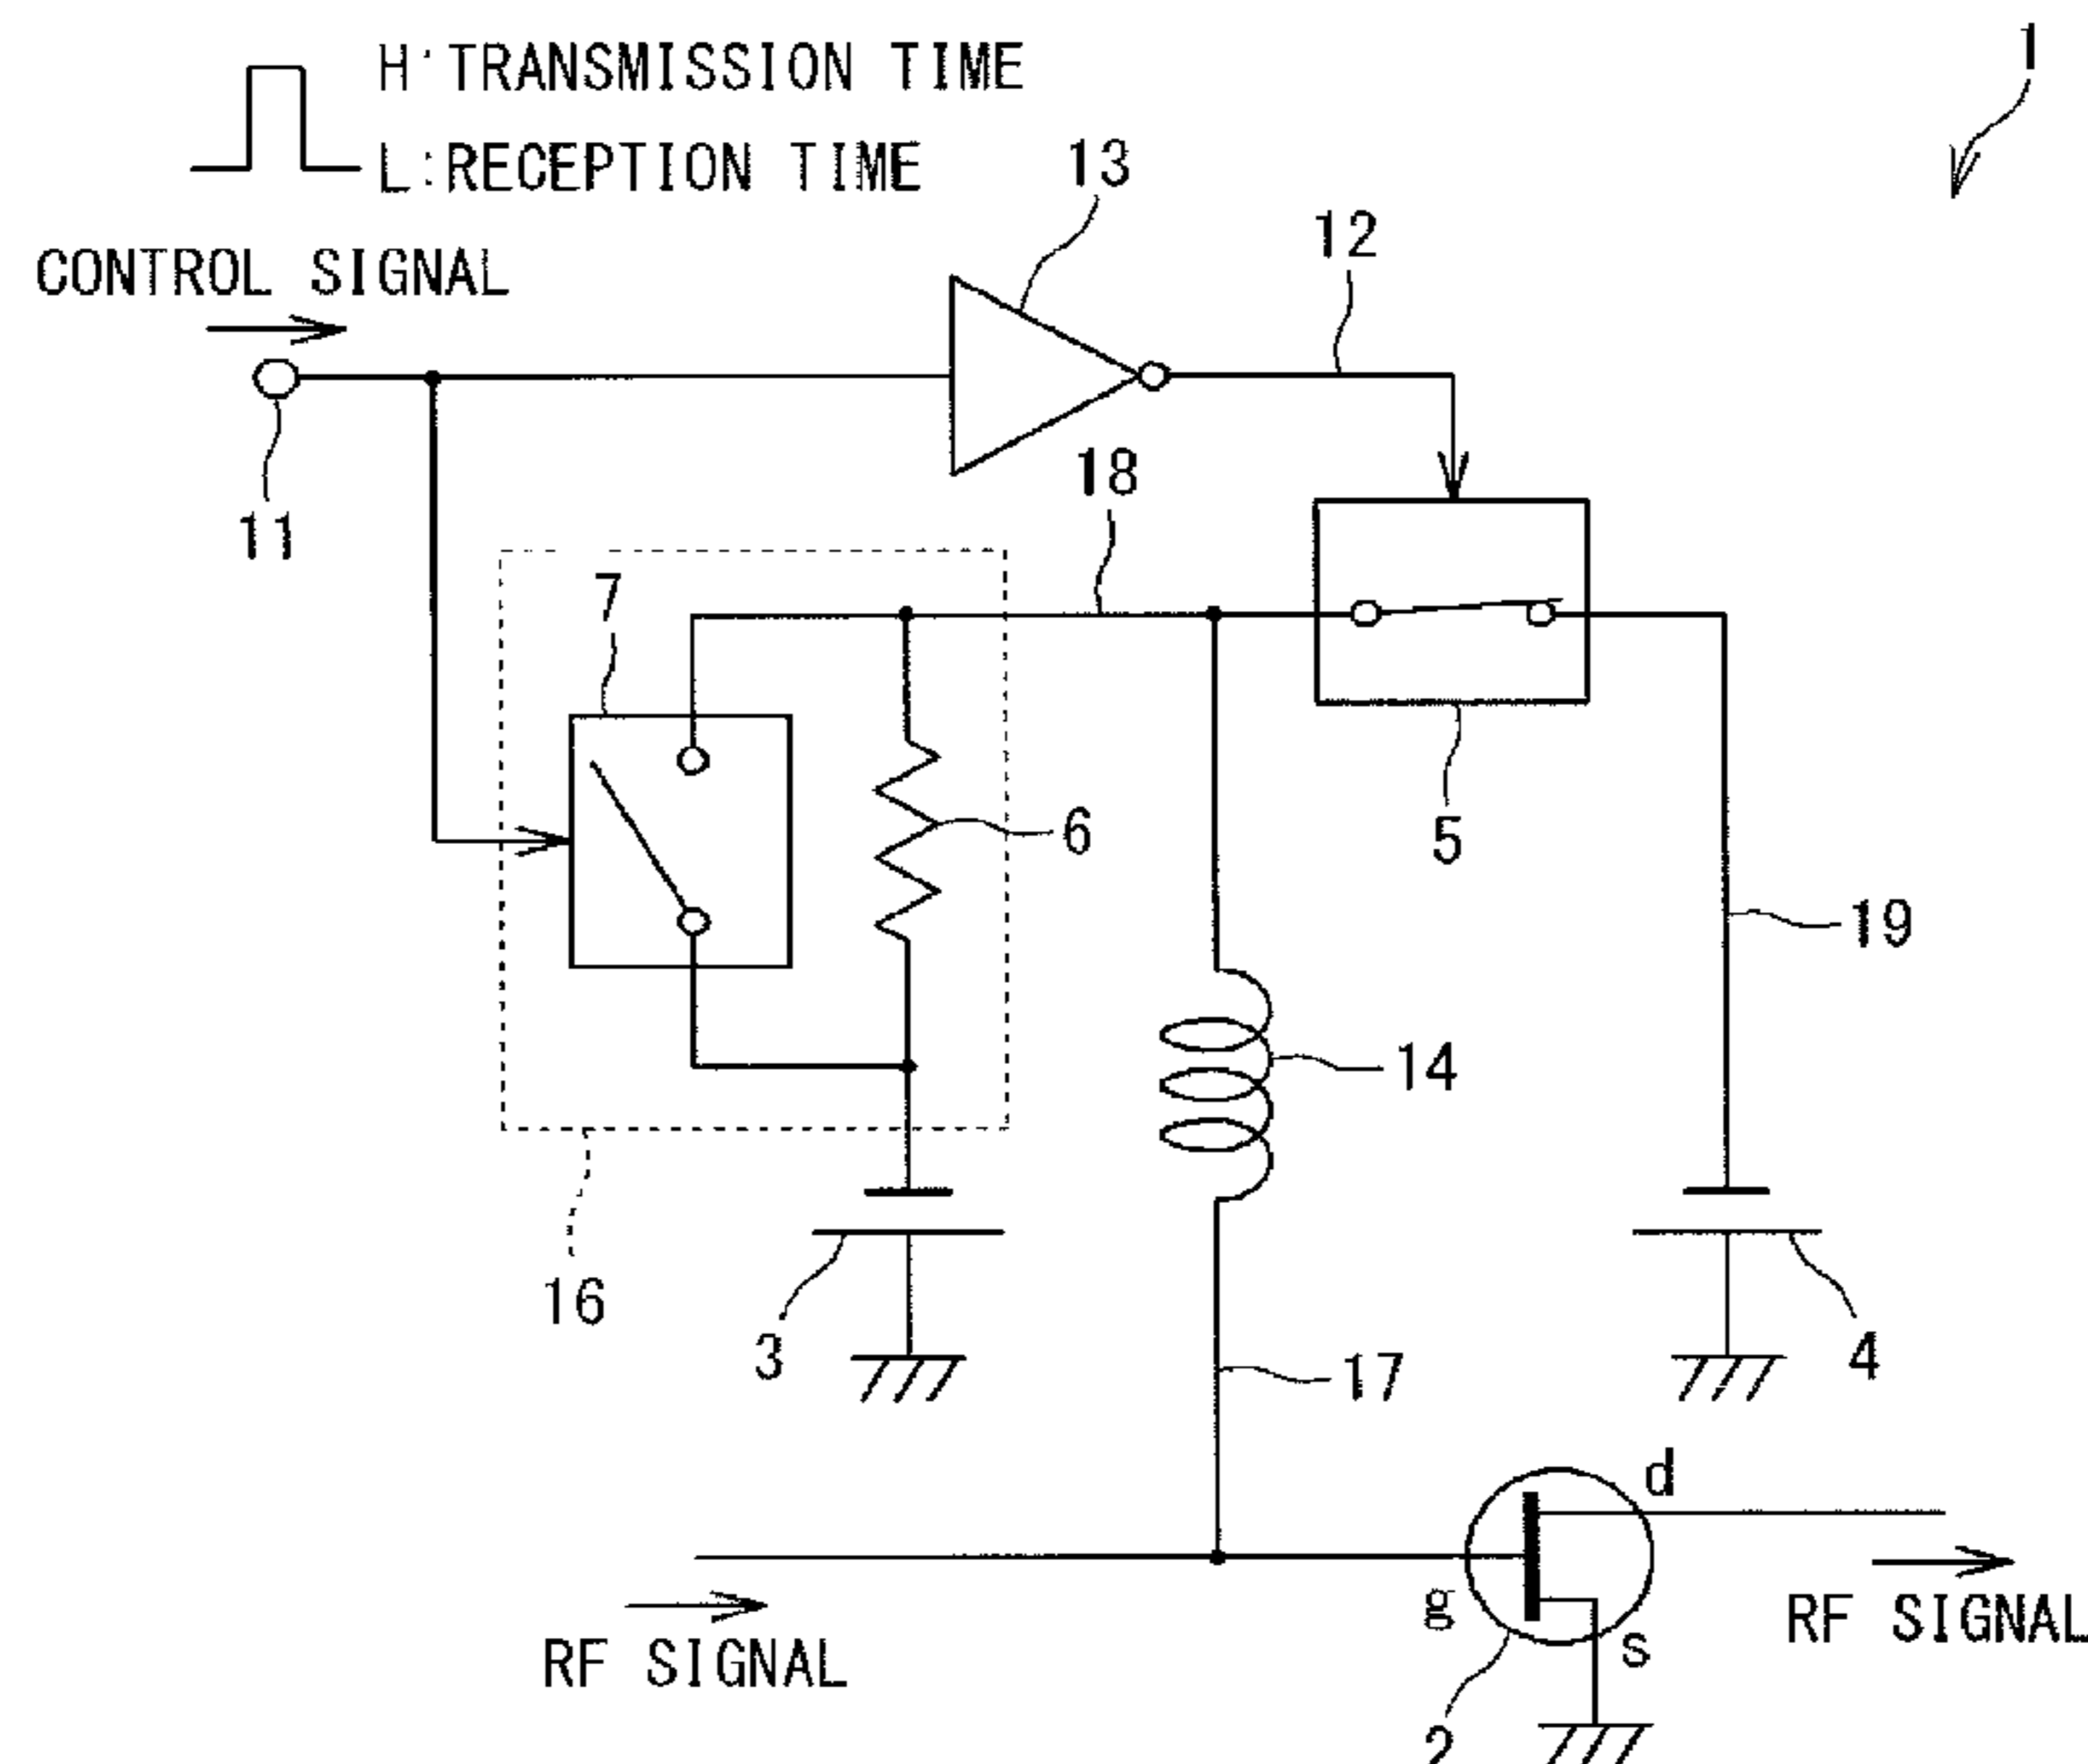 H:TRANSMISSION TIME
L:RECEPTION TIME
1
13
12
CONTROL SIGNAL
18
11
7
6
5
19
14
16
3
17
4
d
g
s
RF SIGNAL
RF SIGNAL
2